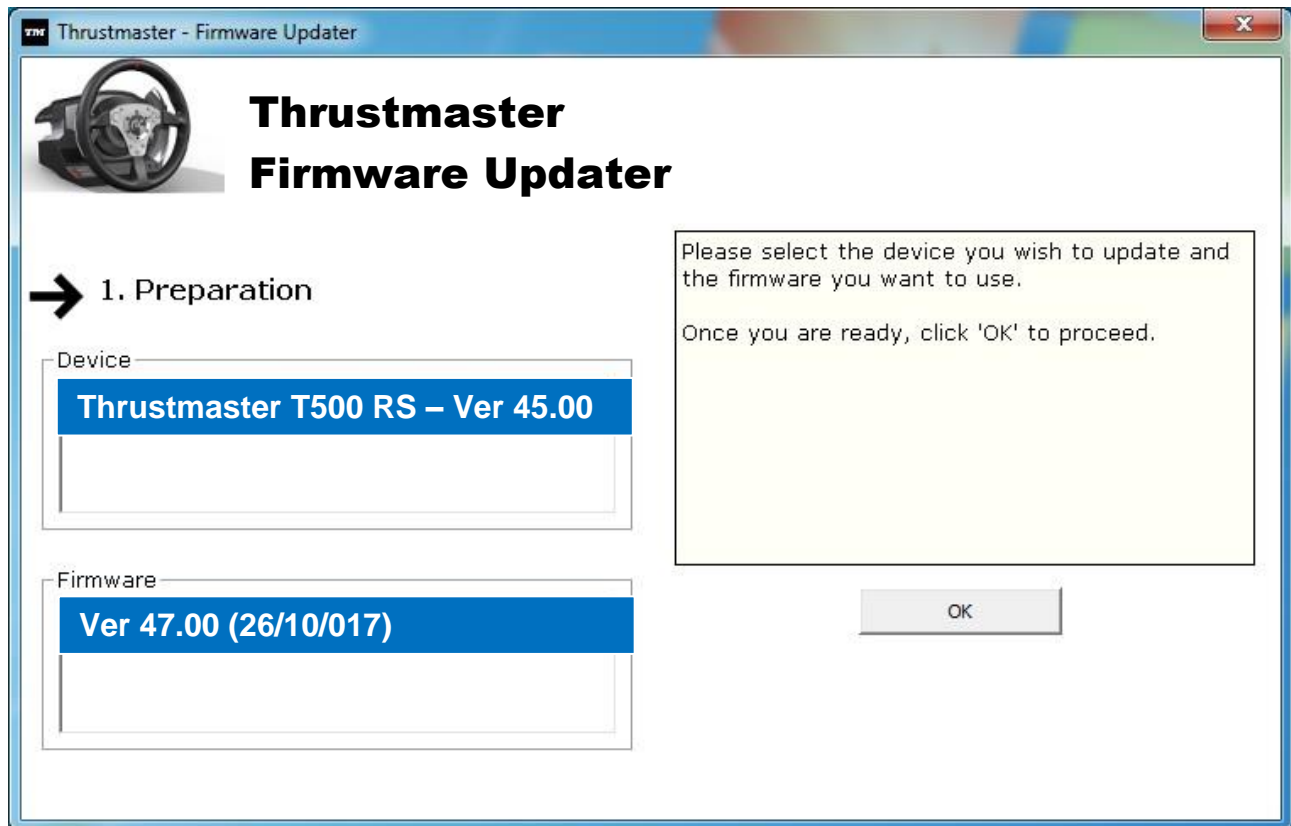 TM Thrustmaster - Firmware Updater
X
Thrustmaster
Firmware Updater
1. Preparation
Device
Thrustmaster T500 RS – Ver 45.00
Firmware
Ver 47.00 (26/10/017)
Please select the device you wish to update and
the firmware you want to use.
Once you are ready, click 'OK' to proceed.
OK